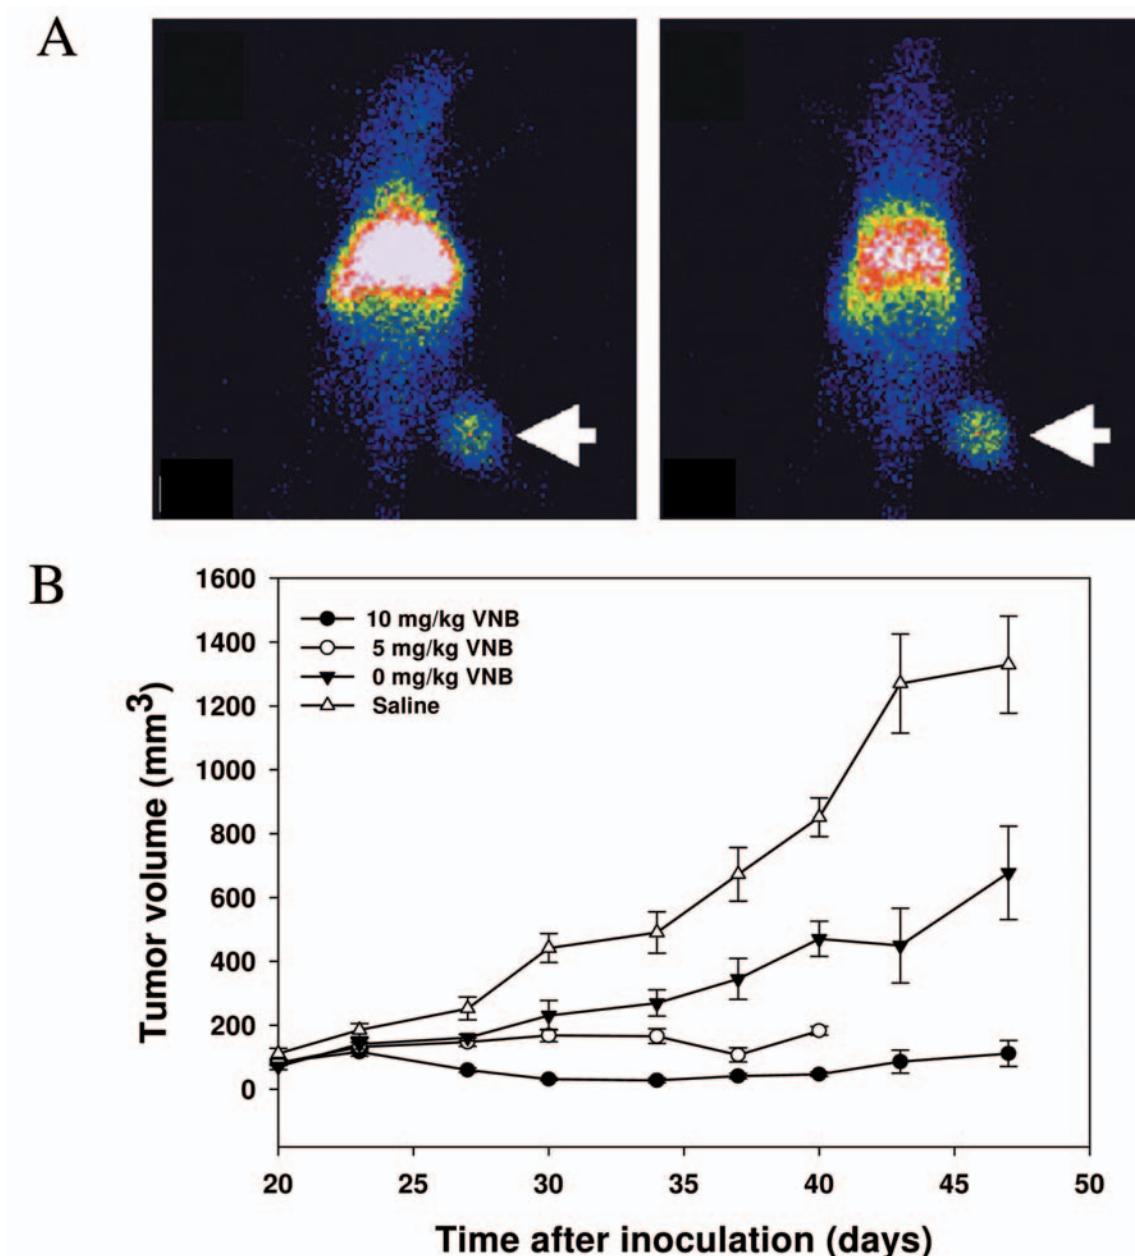 A
B
1600
1400
1200
1000
800
600
400
200
0
Tumor volume (mm3)
10 mg/kg VNB
5 mg/kg VNB
0 mg/kg VNB
Saline
20 25 30 35 40 45 50
Time after inoculation (days)